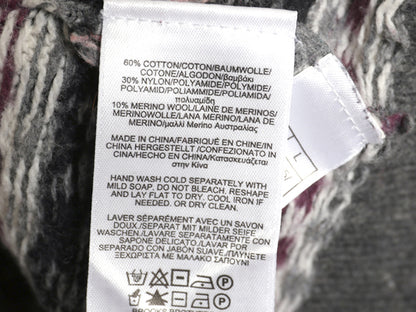 60% COTTON/COTON/BAUMWOLLE/
COTONE/ALGODON/βαμβάκι
30% NYLON/POLYAMIDE/POLYMIDE/
POLYAMID/POLIAMMIDE/POLIAMIDA/
πολυαμίδη
10% MERINO WOOL/LAINE DE MERINOS/
MERINOWOLLE/LANA MERINO/LANA DE
MERINO/μαλλί Merino Αυστραλίας
MADE IN CHINA/FABRIQUÉ EN CHINE/IN
CHINA HERGESTELLT /CONFEZIONATO IN
CINA/HECHO EN CHINA/Κατασκευάζεται
στην Κίνα
HAND WASH COLD SEPARATELY WITH
MILD SOAP. DO NOT BLEACH. RESHAPE
AND LAY FLAT TO DRY. COOL IRON IF
NEEDED. OR DRY CLEAN.
LAVER SÉPARÉMENT AVEC UN SAVON
DOUX./SEPARAT MIT MILDER SEIFE
WASCHEN./LAVARE SEPARATAMENTE CON
SAPONE DELICATO./LAVAR POR
SEPARADO CON JABON SUAVE./ΠΛΥΝΕΤΕ
ΞΕΧΩΡΙΣΤΑ ΜΕ ΜΑΛΑΚΟ ΣΑΠΟΥΝΙ
BROOKS BROTHERS
L